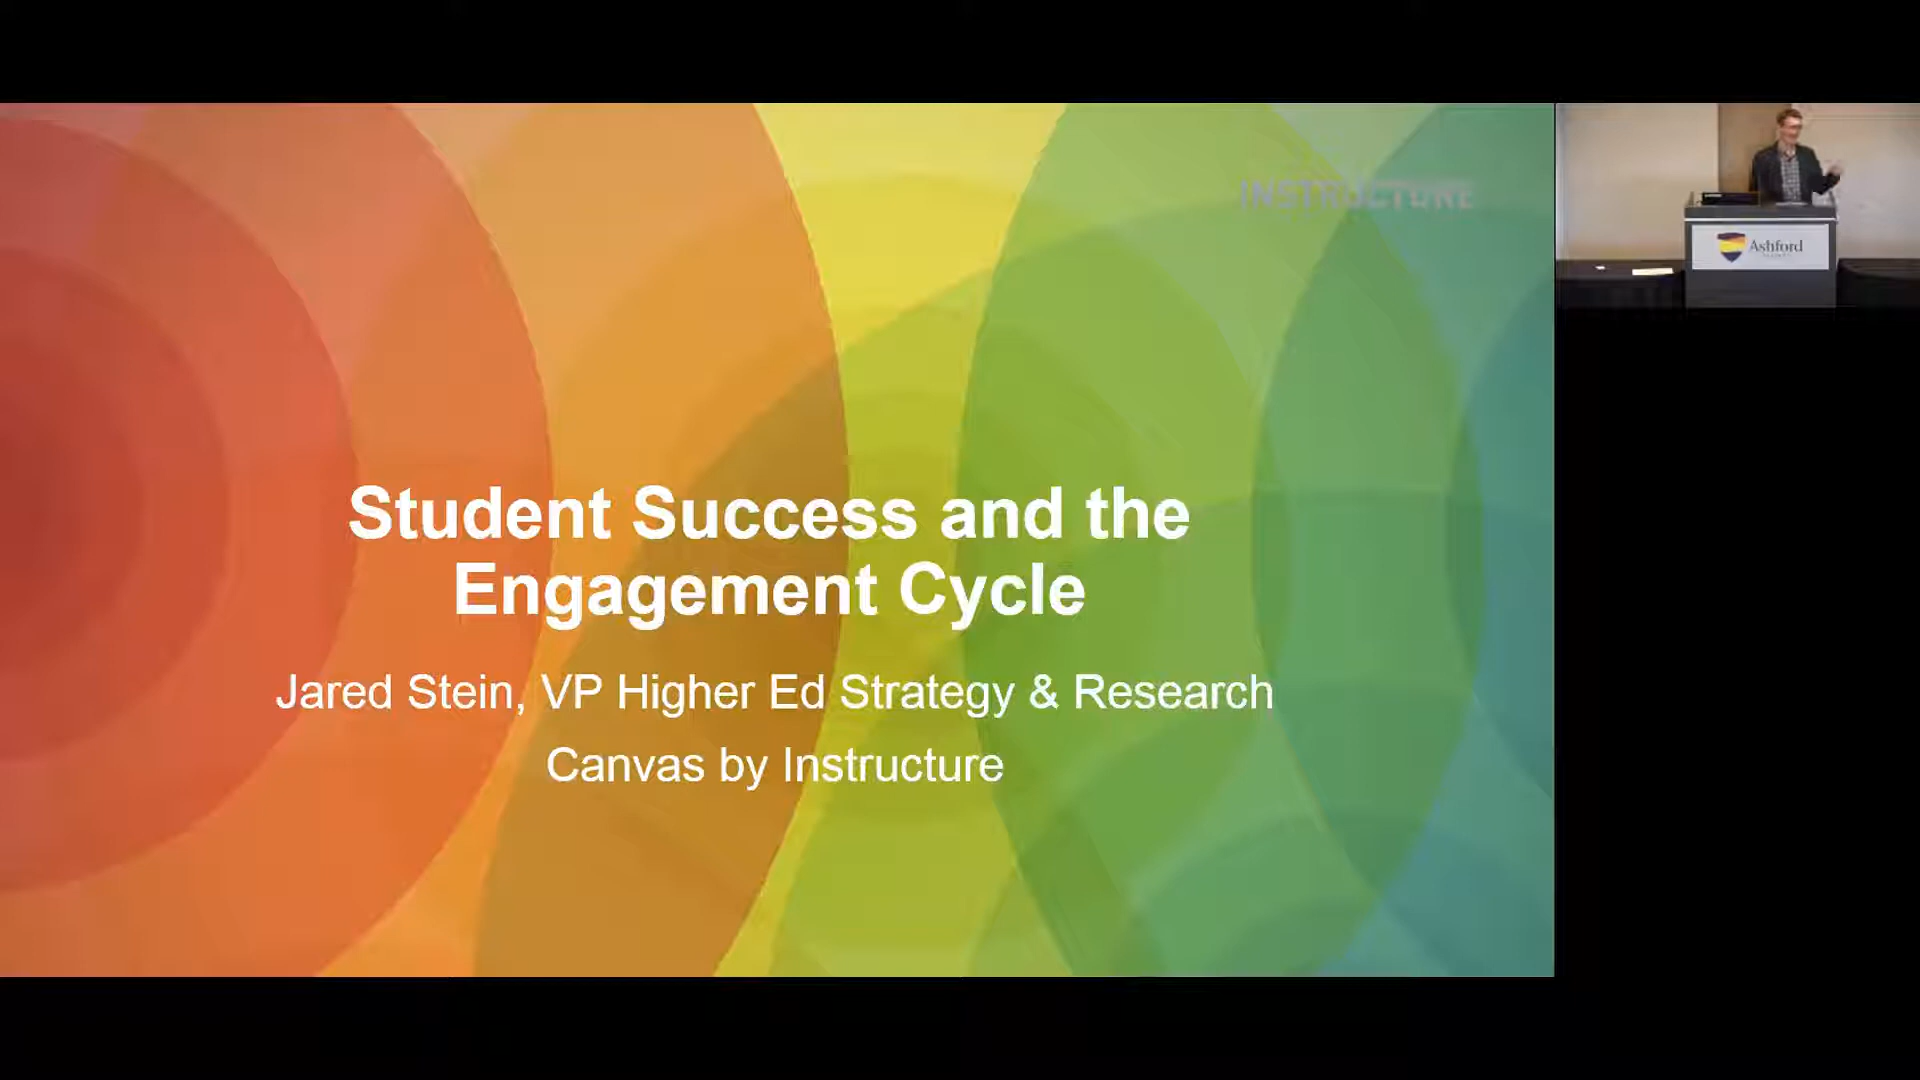 INSTRUCTURE
Student Success and the
Engagement Cycle
Jared Stein, VP Higher Ed Strategy & Research
Canvas by Instructure
Ashford